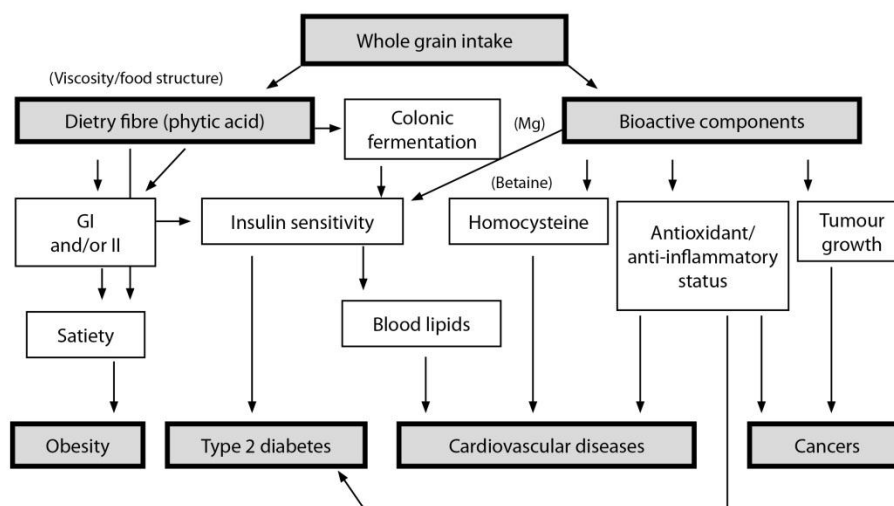 Whole grain intake
(Viscosity/food structure)
Dietry fibre (phytic acid)
Colonic
fermentation
(Mg)
Bioactive components
(Betaine)
GI
and/or II
Insulin sensitivity
Homocysteine
Antioxidant/
anti-inflammatory
status
Tumour
growth
Satiety
Blood lipids
Obesity
Type 2 diabetes
Cardiovascular diseases
Cancers